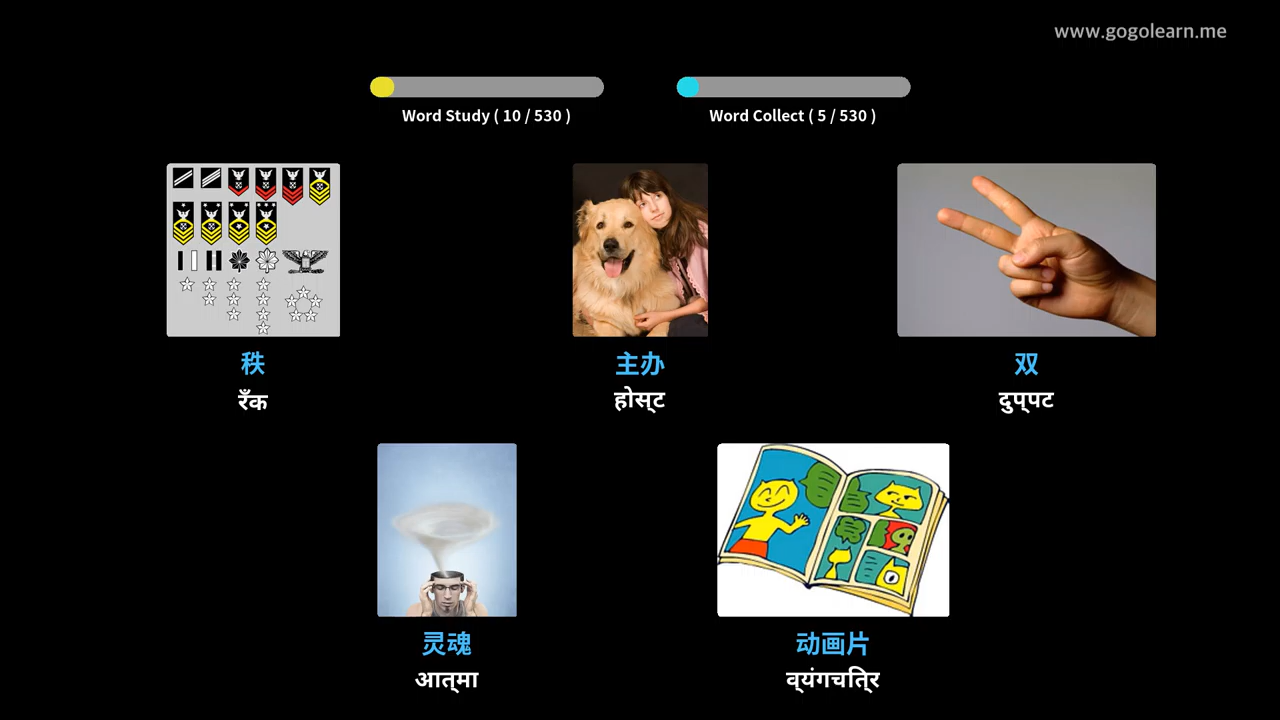 www.gogolearn.me
Word Study ( 10 / 530 )
Word Collect ( 5 / 530 )
秩
रैंक
主办
होस्‌ट
双
दुप्‌पट
灵魂
आत्‌मा
动画片
व्‌यंगचत्‌रि